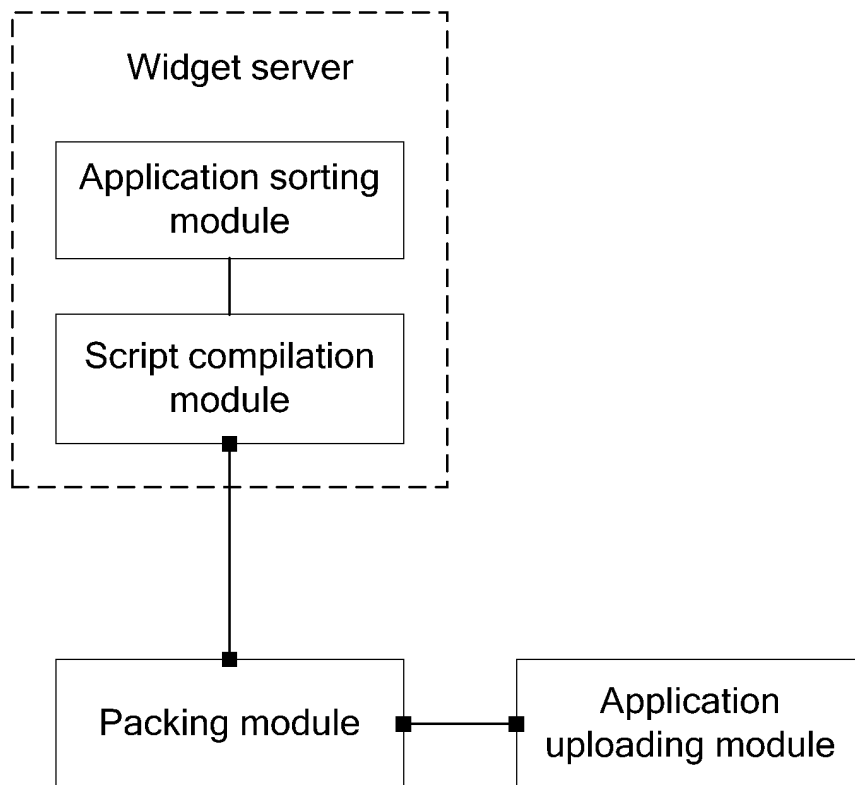 Widget server
Application sorting
module
Script compilation
module
Packing module
Application
uploading module